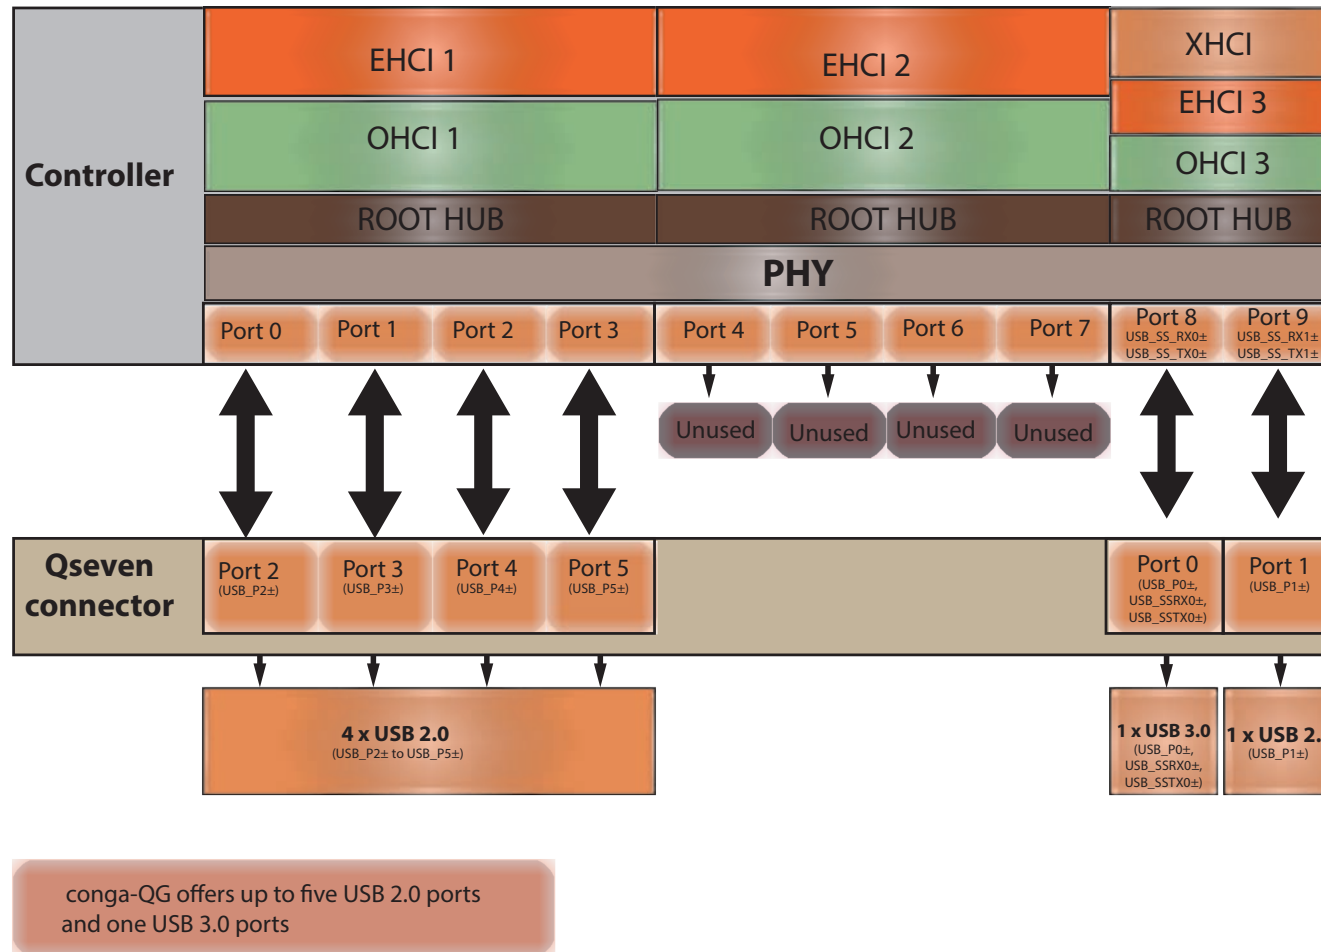 EHCI 1
EHCI 2
XHCI
EHCI 3
OHCI 1
OHCI 2
OHCI 3
Controller
ROOT HUB
ROOT HUB
ROOT HUB
PHY
Port 0
Port 1
Port 2
Port 3
Port 4
Port 5
Port 6
Port 7
Port 8
USB_SS_RX0±
USB_SS_TX0±
Port 9
USB_SS_RX1±
USB_SS_TX1±
Unused
Unused
Unused
Unused
Qseven
connector
Port 2
(USB_P2±)
Port 3
(USB_P3±)
Port 4
(USB_P4±)
Port 5
(USB_P5±)
Port 0
(USB_P0±,
USB_SSRX0±,
USB_SSTX0±)
Port 1
(USB_P1±)
4 x USB 2.0
(USB_P2± to USB_P5±)
1 x USB 3.0
(USB_P0±,
USB_SSRX0±,
USB_SSTX0±)
1 x USB 2.
(USB_P1±)
conga-QG offers up to five USB 2.0 ports
and one USB 3.0 ports